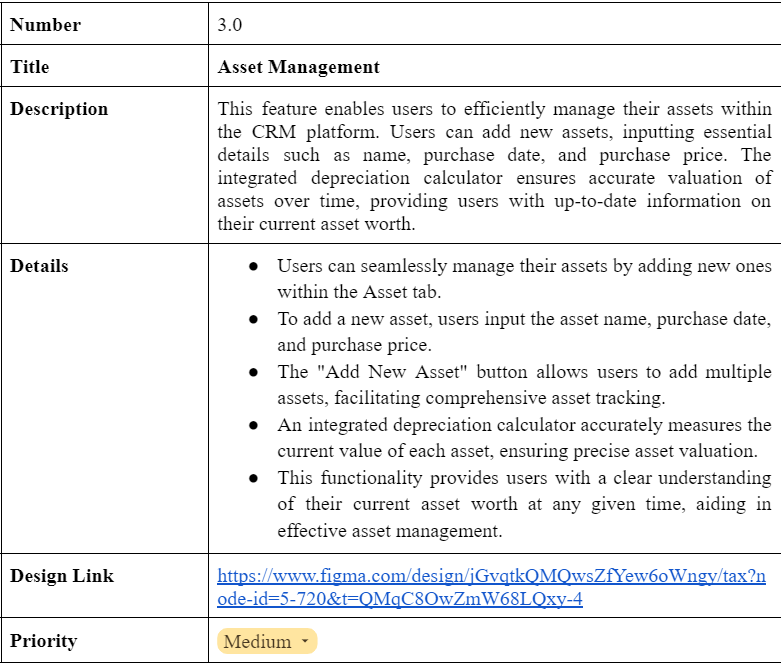 Number
3.0
Title
Asset Management
Description
This feature enables users to efficiently manage their assets within
the CRM platform. Users can add new assets, inputting essential
details such as name, purchase date, and purchase price. The
integrated depreciation calculator ensures accurate valuation of
assets over time, providing users with up-to-date information on
their current asset worth.
Details
● Users can seamlessly manage their assets by adding new ones
within the Asset tab.
● To add a new asset, users input the asset name, purchase date,
and purchase price.
● The "Add New Asset" button allows users to add multiple
assets, facilitating comprehensive asset tracking.
● An integrated depreciation calculator accurately measures the
current value of each asset, ensuring precise asset valuation.
● This functionality provides users with a clear understanding
of their current asset worth at any given time, aiding in
effective asset management.
Design Link
https://www.figma.com/design/jGvqtkQMQwsZfYew6oWngy/tax?n
ode-id=5-720&t=QMqC8OwZmW68LQxy-4
Priority
Medium